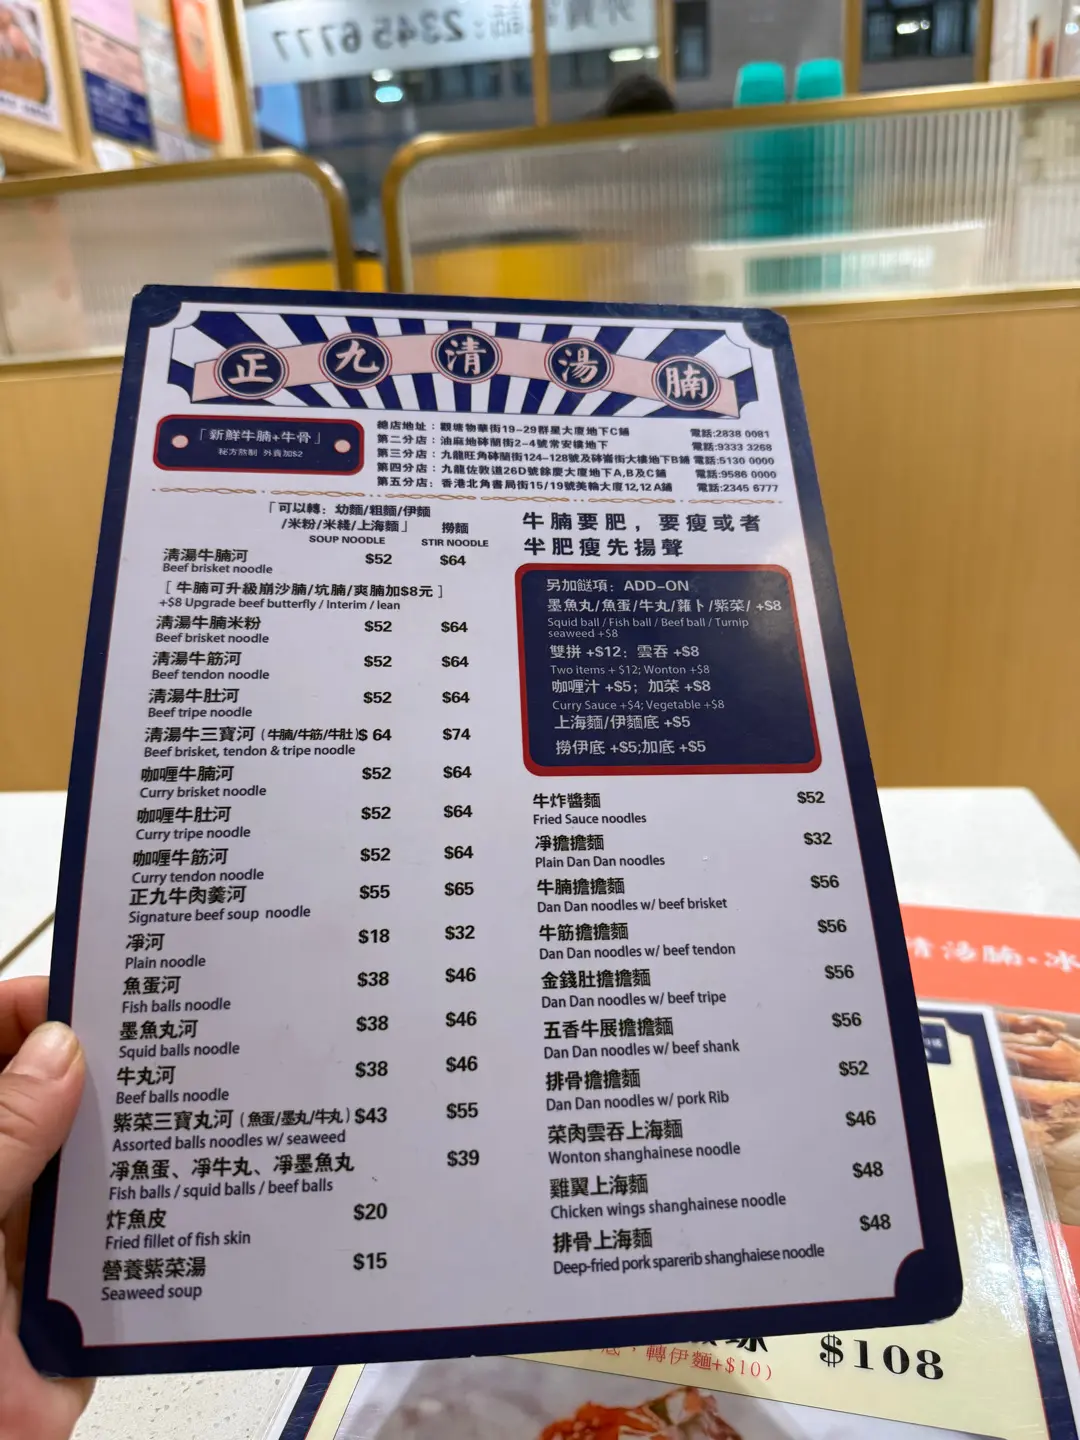 外賣電話：2345 6777
正九清湯腩
「新鮮牛腩+牛骨」
秘方熬制 外賣加$2
總店地址：觀塘物華街19-29群星大廈地下C舖 電話:2838 0081
第二分店：油麻地砵蘭街2-4號常安樓地下 電話:9333 3268
第三分店：九龍旺角砵蘭街124-128號及砵崙街大樓地下B舖 電話:5130 0000
第四分店：九龍佐敦道26D號餘慶大廈地下A,B及C舖 電話:9586 0000
第五分店：香港北角書局街15/19號美輪大廈12,12A舖 電話:2345 6777
「可以轉：幼麵/粗麵/伊麵
/米粉/米綫/上海麵」 撈麵
SOUP NOODLE STIR NOODLE
清湯牛腩河 $52 $64
Beef brisket noodle
[ 牛腩可升級崩沙腩/坑腩/爽腩加$8元 ]
+$8 Upgrade beef butterfly / Interim / lean
清湯牛腩米粉 $52 $64
Beef brisket noodle
清湯牛筋河 $52 $64
Beef tendon noodle
清湯牛肚河 $52 $64
Beef tripe noodle
清湯牛三寶河（牛腩/牛筋/牛肚）$ 64 $74
Beef brisket, tendon & tripe noodle
咖喱牛腩河 $52 $64
Curry brisket noodle
咖喱牛肚河 $52 $64
Curry tripe noodle
咖喱牛筋河 $52 $64
Curry tendon noodle
正九牛肉羹河 $55 $65
Signature beef soup noodle
凈河 $18 $32
Plain noodle
魚蛋河 $38 $46
Fish balls noodle
墨魚丸河 $38 $46
Squid balls noodle
牛丸河 $38 $46
Beef balls noodle
紫菜三寶丸河（魚蛋/墨丸/牛丸）$43 $55
Assorted balls noodles w/ seaweed
凈魚蛋、凈牛丸、凈墨魚丸 $39
Fish balls / squid balls / beef balls
炸魚皮 $20
Fried fillet of fish skin
營養紫菜湯 $15
Seaweed soup
牛腩要肥，要瘦或者
半肥瘦先揚聲
另加餸項：ADD-ON
墨魚丸/魚蛋/牛丸/蘿卜/紫菜/ +$8
Squid ball / Fish ball / Beef ball / Turnip
seaweed +$8
雙拼 +$12；雲吞 +$8
Two items + $12; Wonton +$8
咖喱汁 +$5；加菜 +$8
Curry Sauce +$4; Vegetable +$8
上海麵/伊麵底 +$5
撈伊底 +$5;加底 +$5
牛炸醬麵 $52
Fried Sauce noodles
凈擔擔麵 $32
Plain Dan Dan noodles
牛腩擔擔麵 $56
Dan Dan noodles w/ beef brisket
牛筋擔擔麵 $56
Dan Dan noodles w/ beef tendon
金錢肚擔擔麵 $56
Dan Dan noodles w/ beef tripe
五香牛展擔擔麵 $56
Dan Dan noodles w/ beef shank
排骨擔擔麵 $52
Dan Dan noodles w/ pork Rib
菜肉雲吞上海麵 $46
Wonton shanghainese noodle
雞翼上海麵 $48
Chicken wings shanghainese noodle
排骨上海麵 $48
Deep-fried pork sparerib shanghaiese noodle
清湯腩·冰
$108
，轉伊麵+$10）